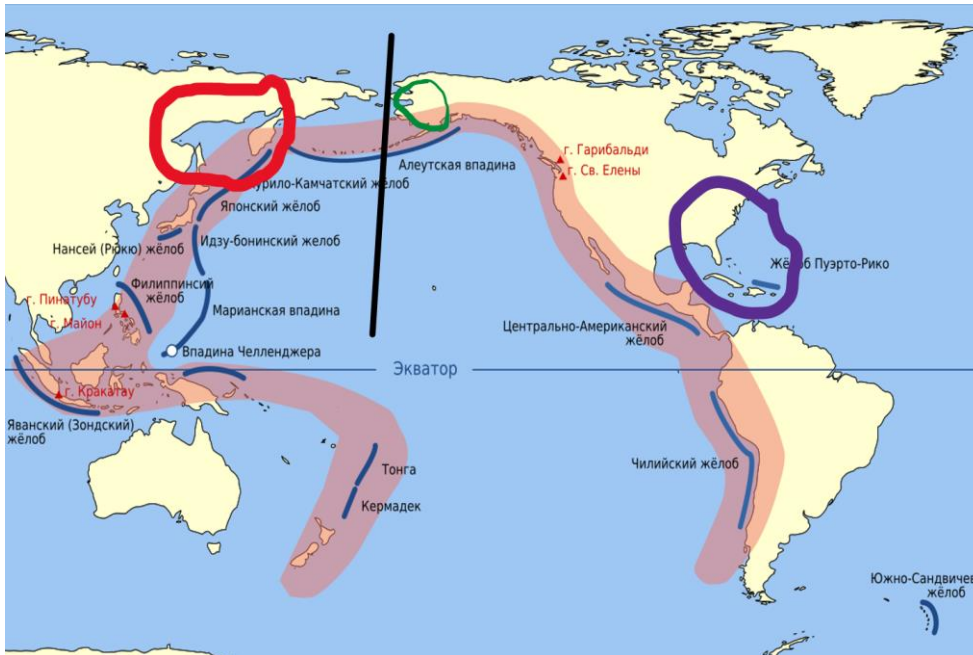 г. Гарибальди
Алеутская впадина
г. Св. Елены
урило-Камчатский жёлоб
Японский жёлоб
Нансей (Рюкю) жёлоб
Идзу-бонинский желоб
Филиппинсий
жёлоб
Жёлоб Пуэрто-Рико
г. Пинатубу
г. Майон
Марианская впадина
Центрально-Американский
жёлоб
Впадина Челленджера
Экватор
г. Кракатау
Яванский (Зондский)
жёлоб
Тонга
Чилийский жёлоб
Кермадек
Южно-Сандвичев
жёлоб